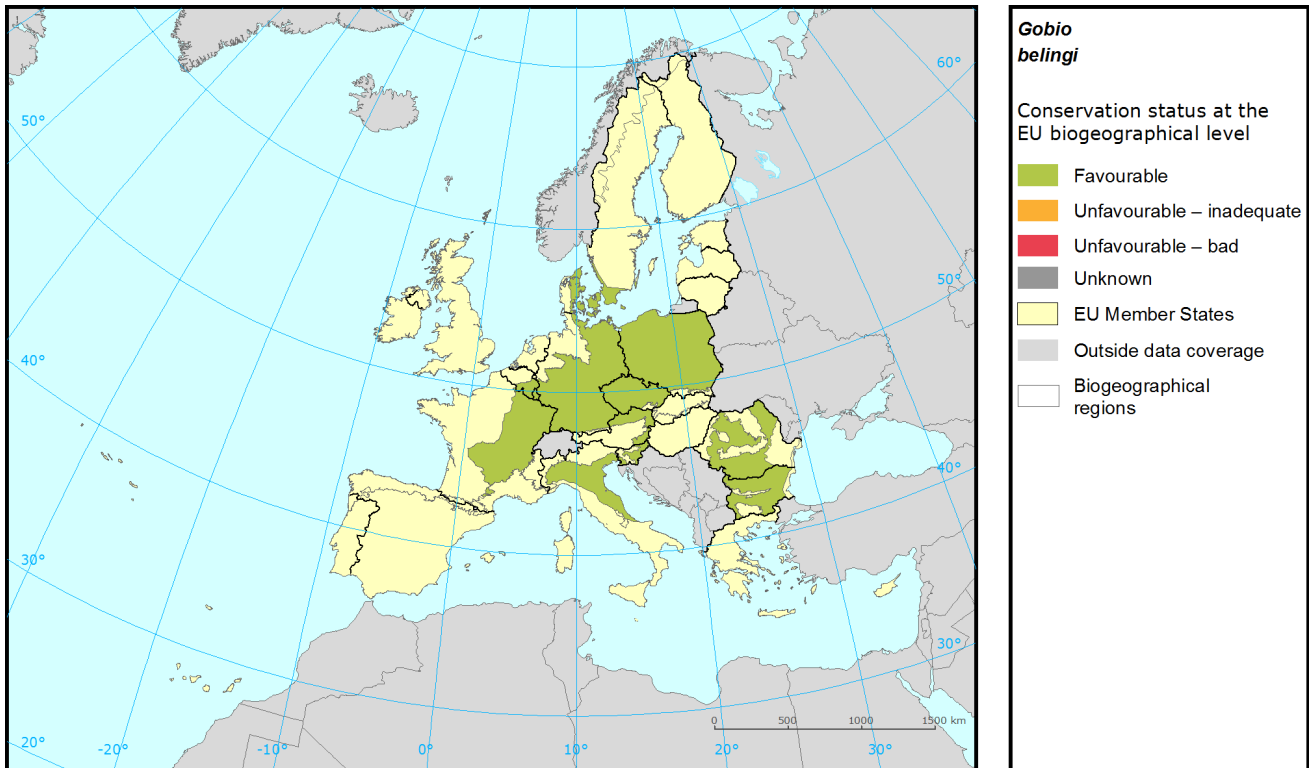 60°
50°
50°
40°
40°
30°
30°
20°
-20°
-10°
0°
10°
20°
30°
0 500 1000 1500 km
Gobio
belingi
Conservation status at the
EU biogeographical level
Favourable
Unfavourable – inadequate
Unfavourable – bad
Unknown
EU Member States
Outside data coverage
Biogeographical
regions